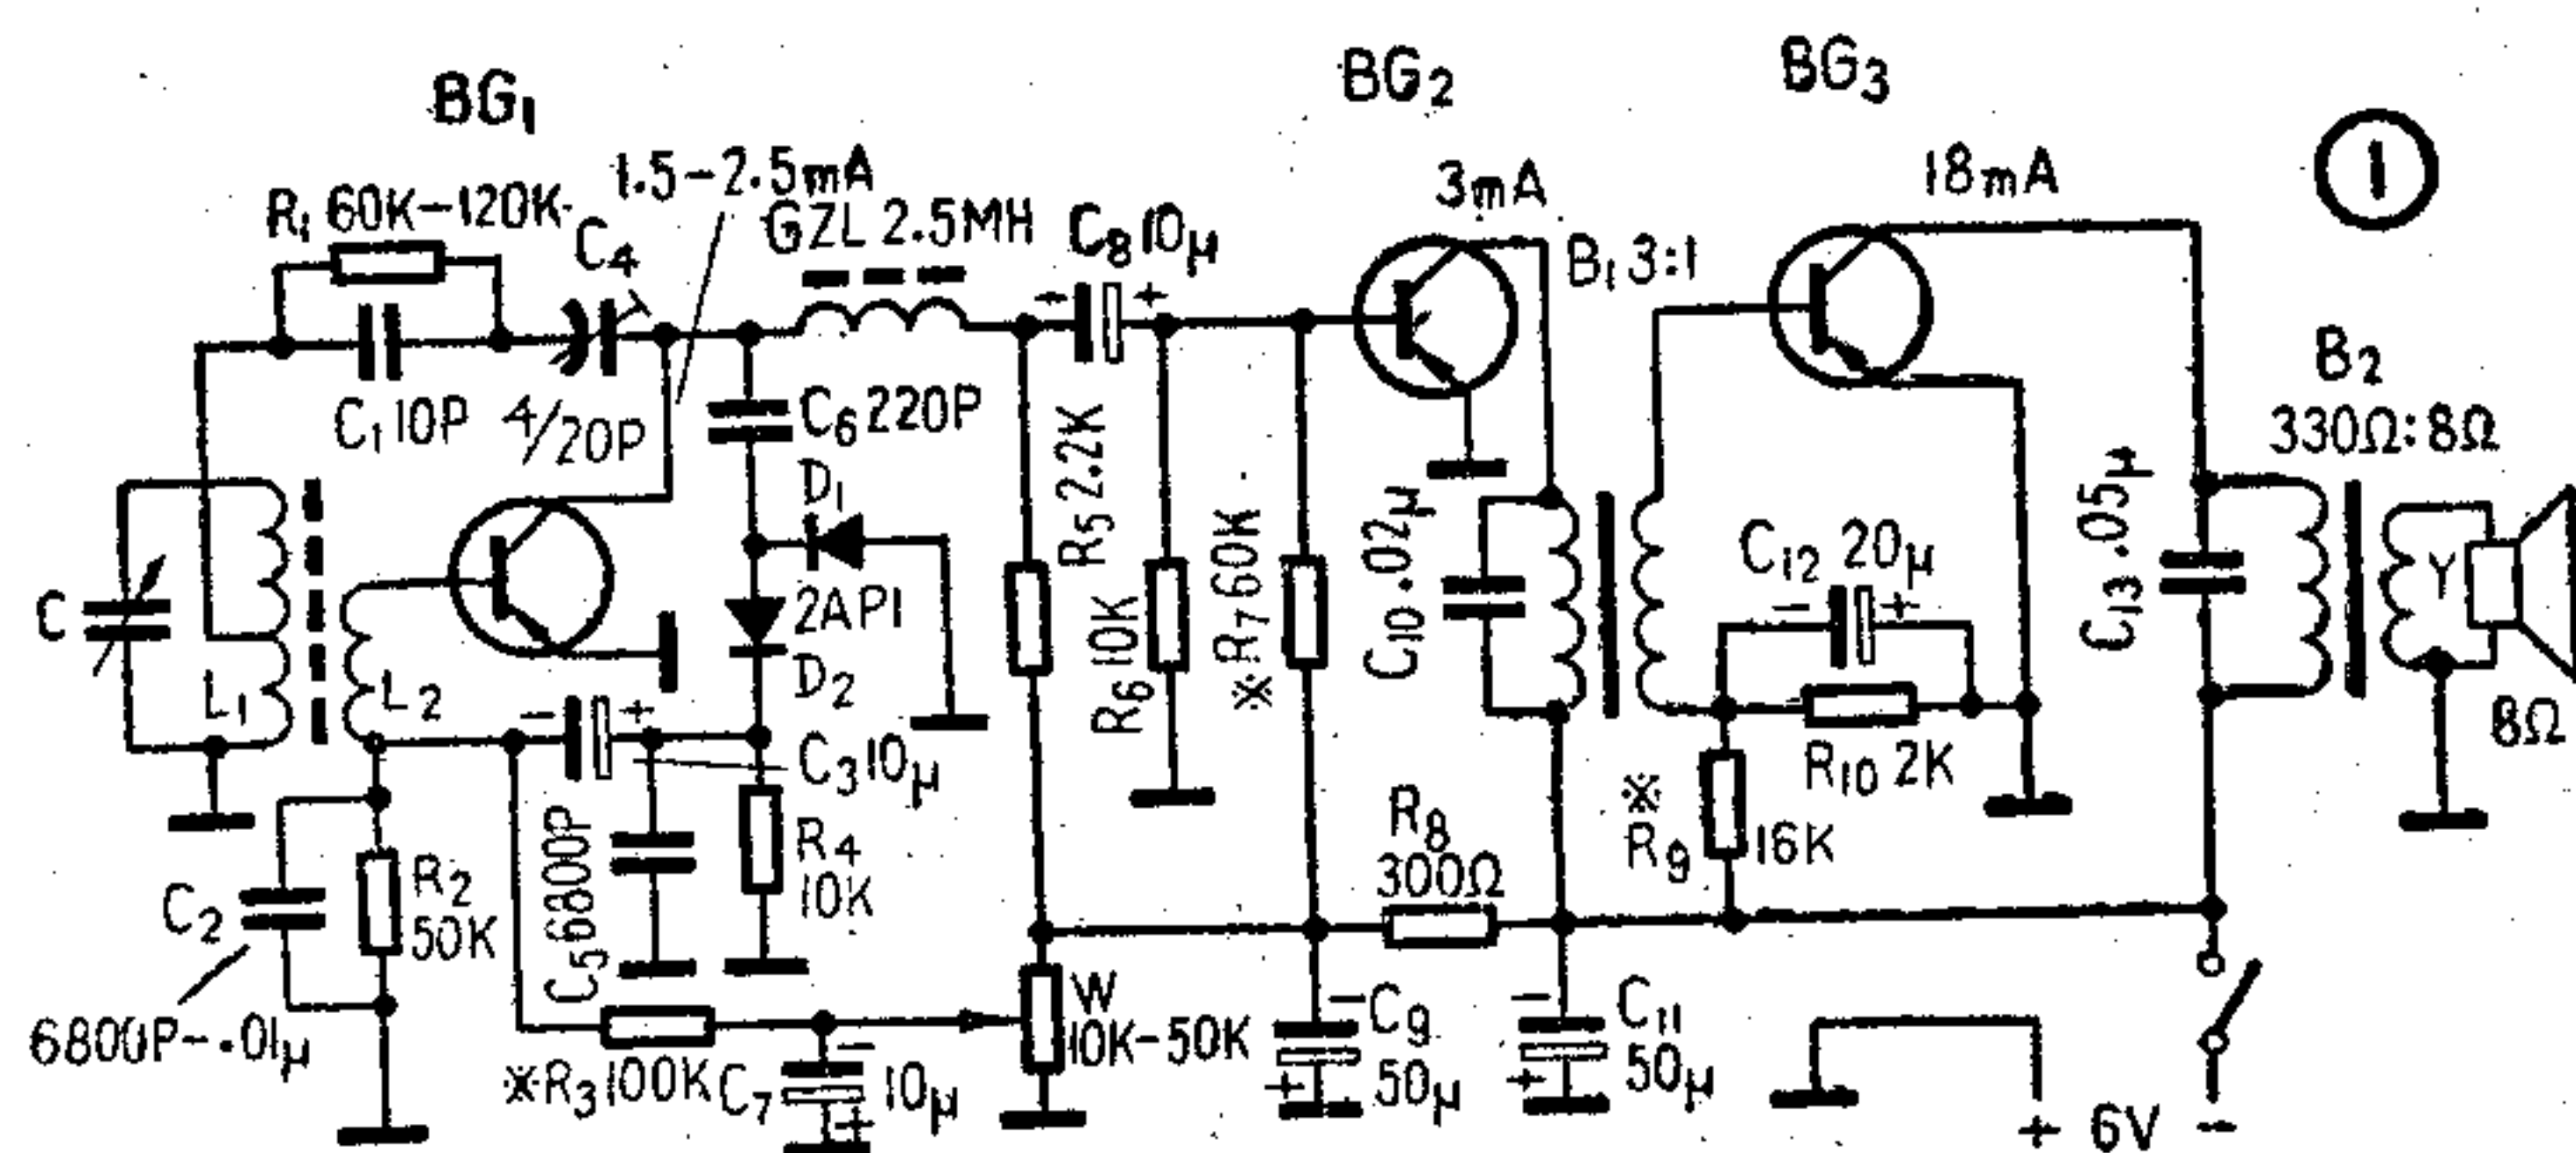 BG₁
BG₂
BG₃
①
R₁ 60K-120K
C₄
1.5-2.5mA
GZL 2.5MH
C₈ 10μ
3mA
B₁ 3:1
18mA
B₂
330Ω:8Ω
C₁ 10P
4/20P
C₆ 220P
D₁
2AP1
D₂
R₅ 2.2K
R₆ 10K
※R₇ 60K
C₁₀ .02μ
C₁₂ 20μ
C₁₃ .05μ
Y
8Ω
C
L₁
L₂
C₃ 10μ
R₁₀ 2K
C₂
R₂
50K
C₅ 6800P
R₄
10K
R₈
300Ω
※
R₉
16K
6800P-.01μ
※R₃ 100K
C₇
10μ
W
10K-50K
C₉
50μ
C₁₁
50μ
+ 6V -